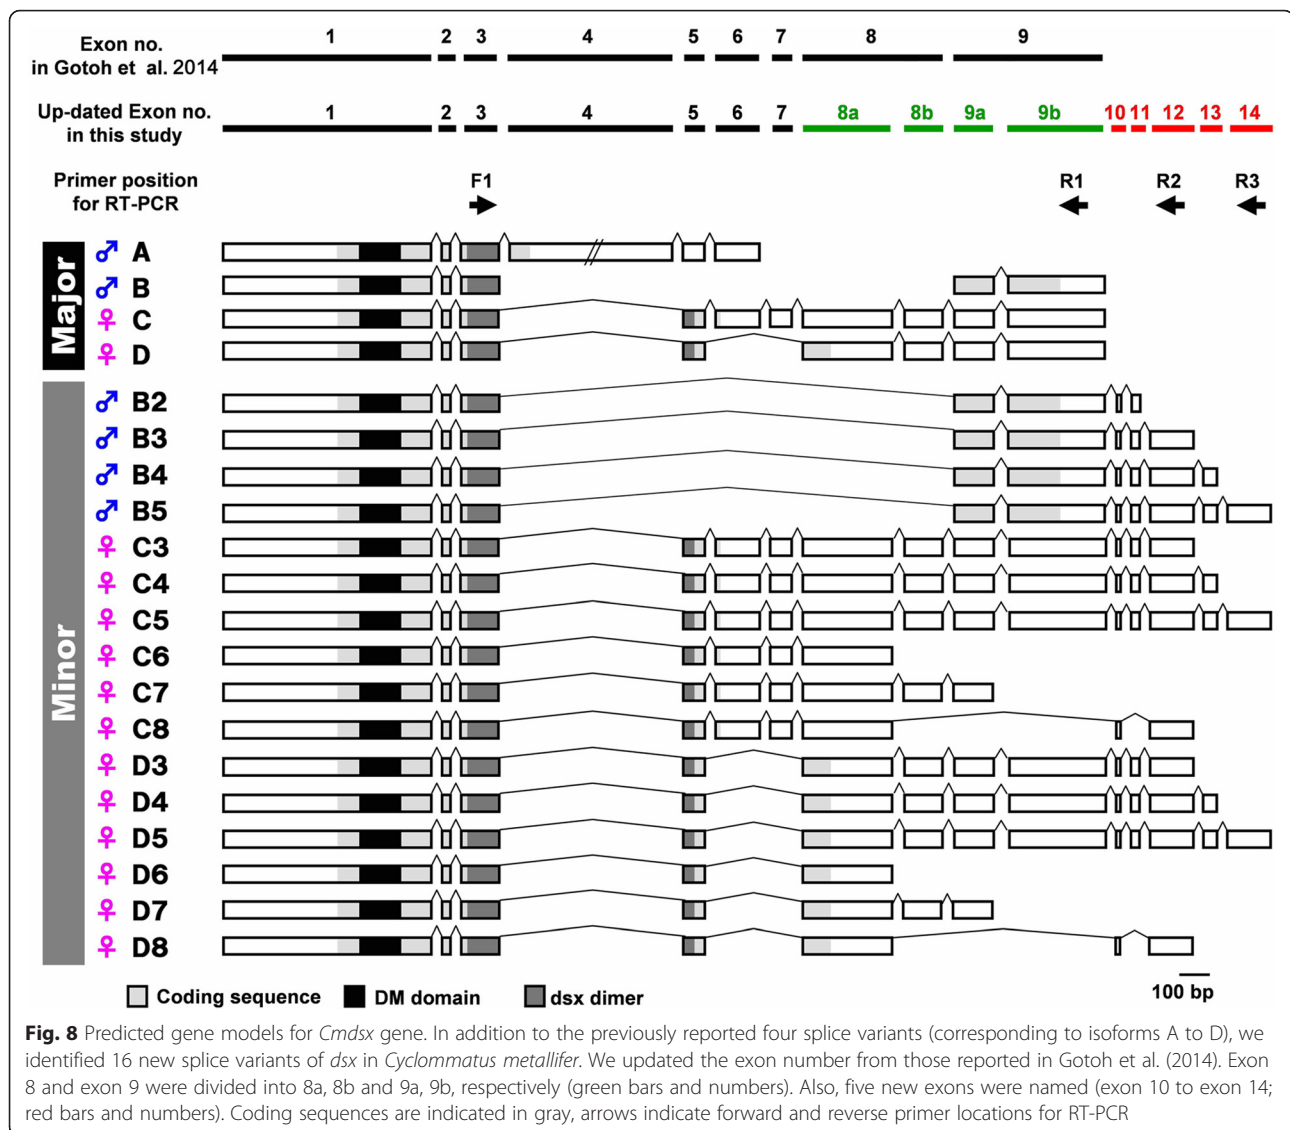 Exon no.
in Gotoh et al. 2014
1 2 3 4 5 6 7 8 9
Up-dated Exon no.
in this study
1 2 3 4 5 6 7 8a 8b 9a 9b 10 11 12 13 14
Primer position
for RT-PCR
F1 R1 R2 R3
Major
♂ A
♂ B
♀ C
♀ D
Minor
♂ B2
♂ B3
♂ B4
♂ B5
♀ C3
♀ C4
♀ C5
♀ C6
♀ C7
♀ C8
♀ D3
♀ D4
♀ D5
♀ D6
♀ D7
♀ D8
100 bp
Coding sequence DM domain dsx dimer
Fig. 8 Predicted gene models for Cmdsx gene. In addition to the previously reported four splice variants (corresponding to isoforms A to D), we
identified 16 new splice variants of dsx in Cyclommatus metallifer. We updated the exon number from those reported in Gotoh et al. (2014). Exon
8 and exon 9 were divided into 8a, 8b and 9a, 9b, respectively (green bars and numbers). Also, five new exons were named (exon 10 to exon 14;
red bars and numbers). Coding sequences are indicated in gray, arrows indicate forward and reverse primer locations for RT-PCR